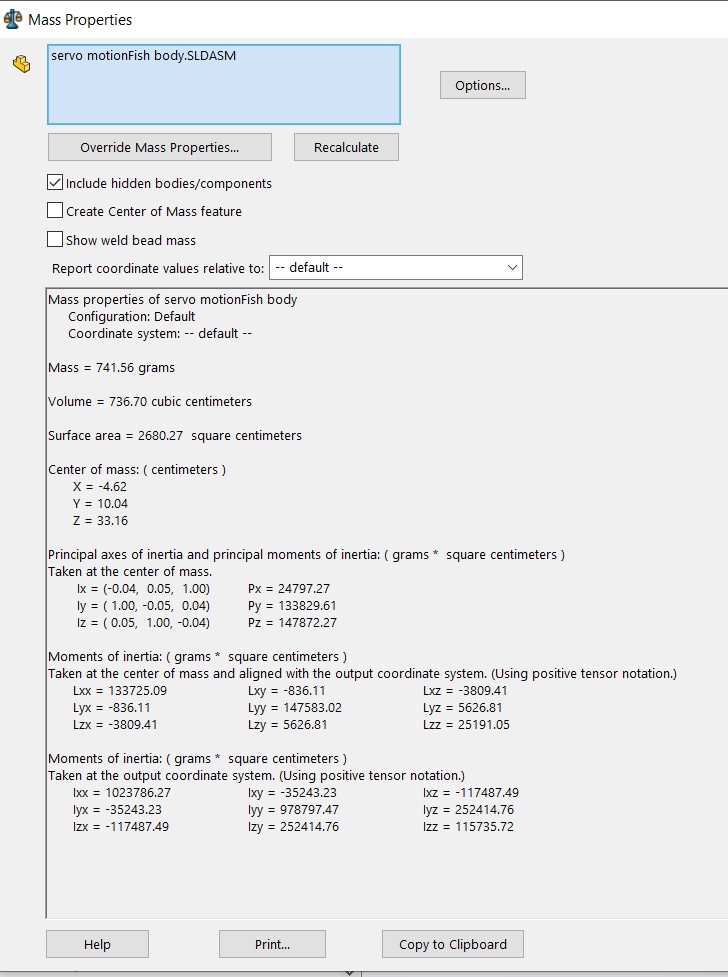 Mass Properties
servo motionFish body.SLDASM
Options...
Override Mass Properties...
Recalculate
Include hidden bodies/components
Create Center of Mass feature
Show weld bead mass
Report coordinate values relative to: -- default --
Mass properties of servo motionFish body
Configuration: Default
Coordinate system: -- default --
Mass = 741.56 grams
Volume = 736.70 cubic centimeters
Surface area = 2680.27 square centimeters
Center of mass: ( centimeters )
X = -4.62
Y = 10.04
Z = 33.16
Principal axes of inertia and principal moments of inertia: ( grams * square centimeters )
Taken at the center of mass.
Ix = (-0.04, 0.05, 1.00) Px = 24797.27
Iy = ( 1.00, -0.05, 0.04) Py = 133829.61
Iz = ( 0.05, 1.00, -0.04) Pz = 147872.27
Moments of inertia: ( grams * square centimeters )
Taken at the center of mass and aligned with the output coordinate system. (Using positive tensor notation.)
Lxx = 133725.09 Lxy = -836.11 Lxz = -3809.41
Lyx = -836.11 Lyy = 147583.02 Lyz = 5626.81
Lzx = -3809.41 Lzy = 5626.81 Lzz = 25191.05
Moments of inertia: ( grams * square centimeters )
Taken at the output coordinate system. (Using positive tensor notation.)
Ixx = 1023786.27 Ixy = -35243.23 Ixz = -117487.49
Iyx = -35243.23 Iyy = 978797.47 Iyz = 252414.76
Izx = -117487.49 Izy = 252414.76 Izz = 115735.72
Help
Print...
Copy to Clipboard